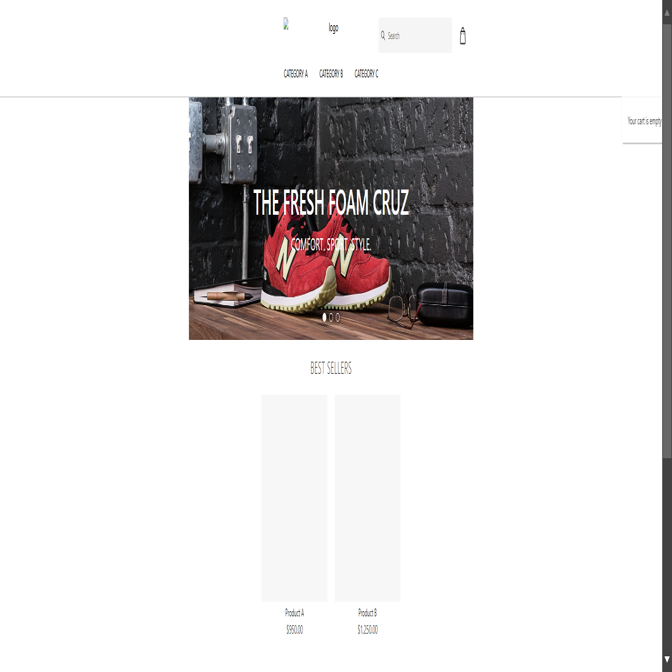 logo
Search
CATEGORY A CATEGORY B CATEGORY C
Your cart is empty
THE FRESH FOAM CRUZ
COMFORT. SPORT. STYLE.
N N
BEST SELLERS
Product A
$950.00
Product B
$1,250.00